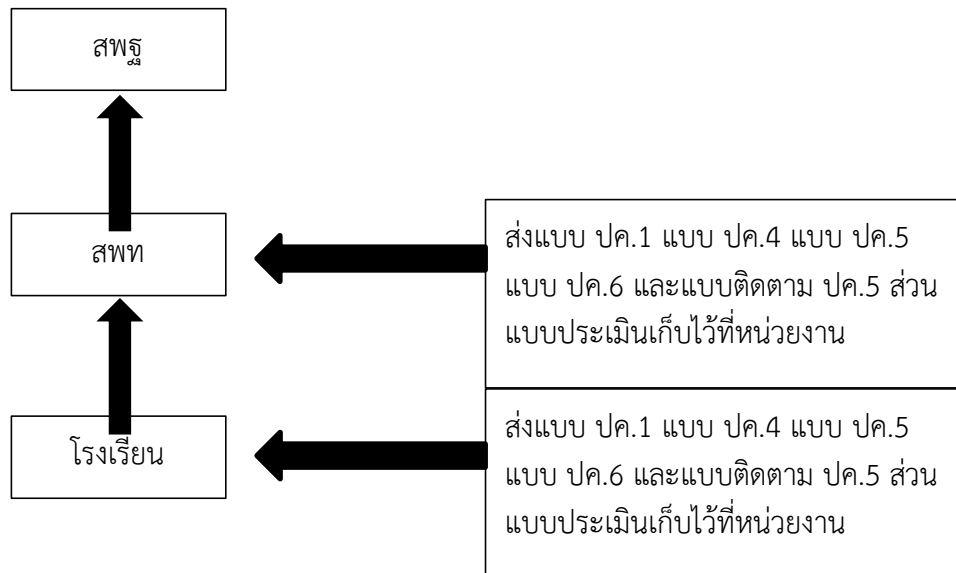 สพฐ
สพท
ส่งแบบ ปค.1 แบบ ปค.4 แบบ ปค.5
แบบ ปค.6 และแบบติดตาม ปค.5 ส่วน
แบบประเมินเก็บไว้ที่หน่วยงาน
โรงเรียน
ส่งแบบ ปค.1 แบบ ปค.4 แบบ ปค.5
แบบ ปค.6 และแบบติดตาม ปค.5 ส่วน
แบบประเมินเก็บไว้ที่หน่วยงาน